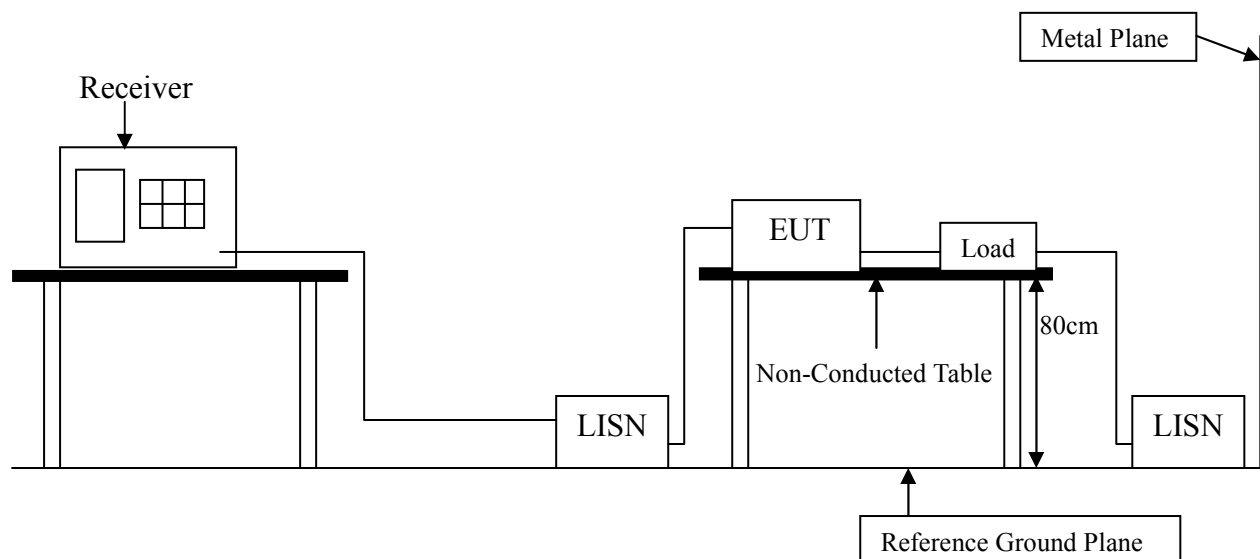 Metal Plane
Receiver
EUT
Load
80cm
Non-Conducted Table
LISN
LISN
Reference Ground Plane